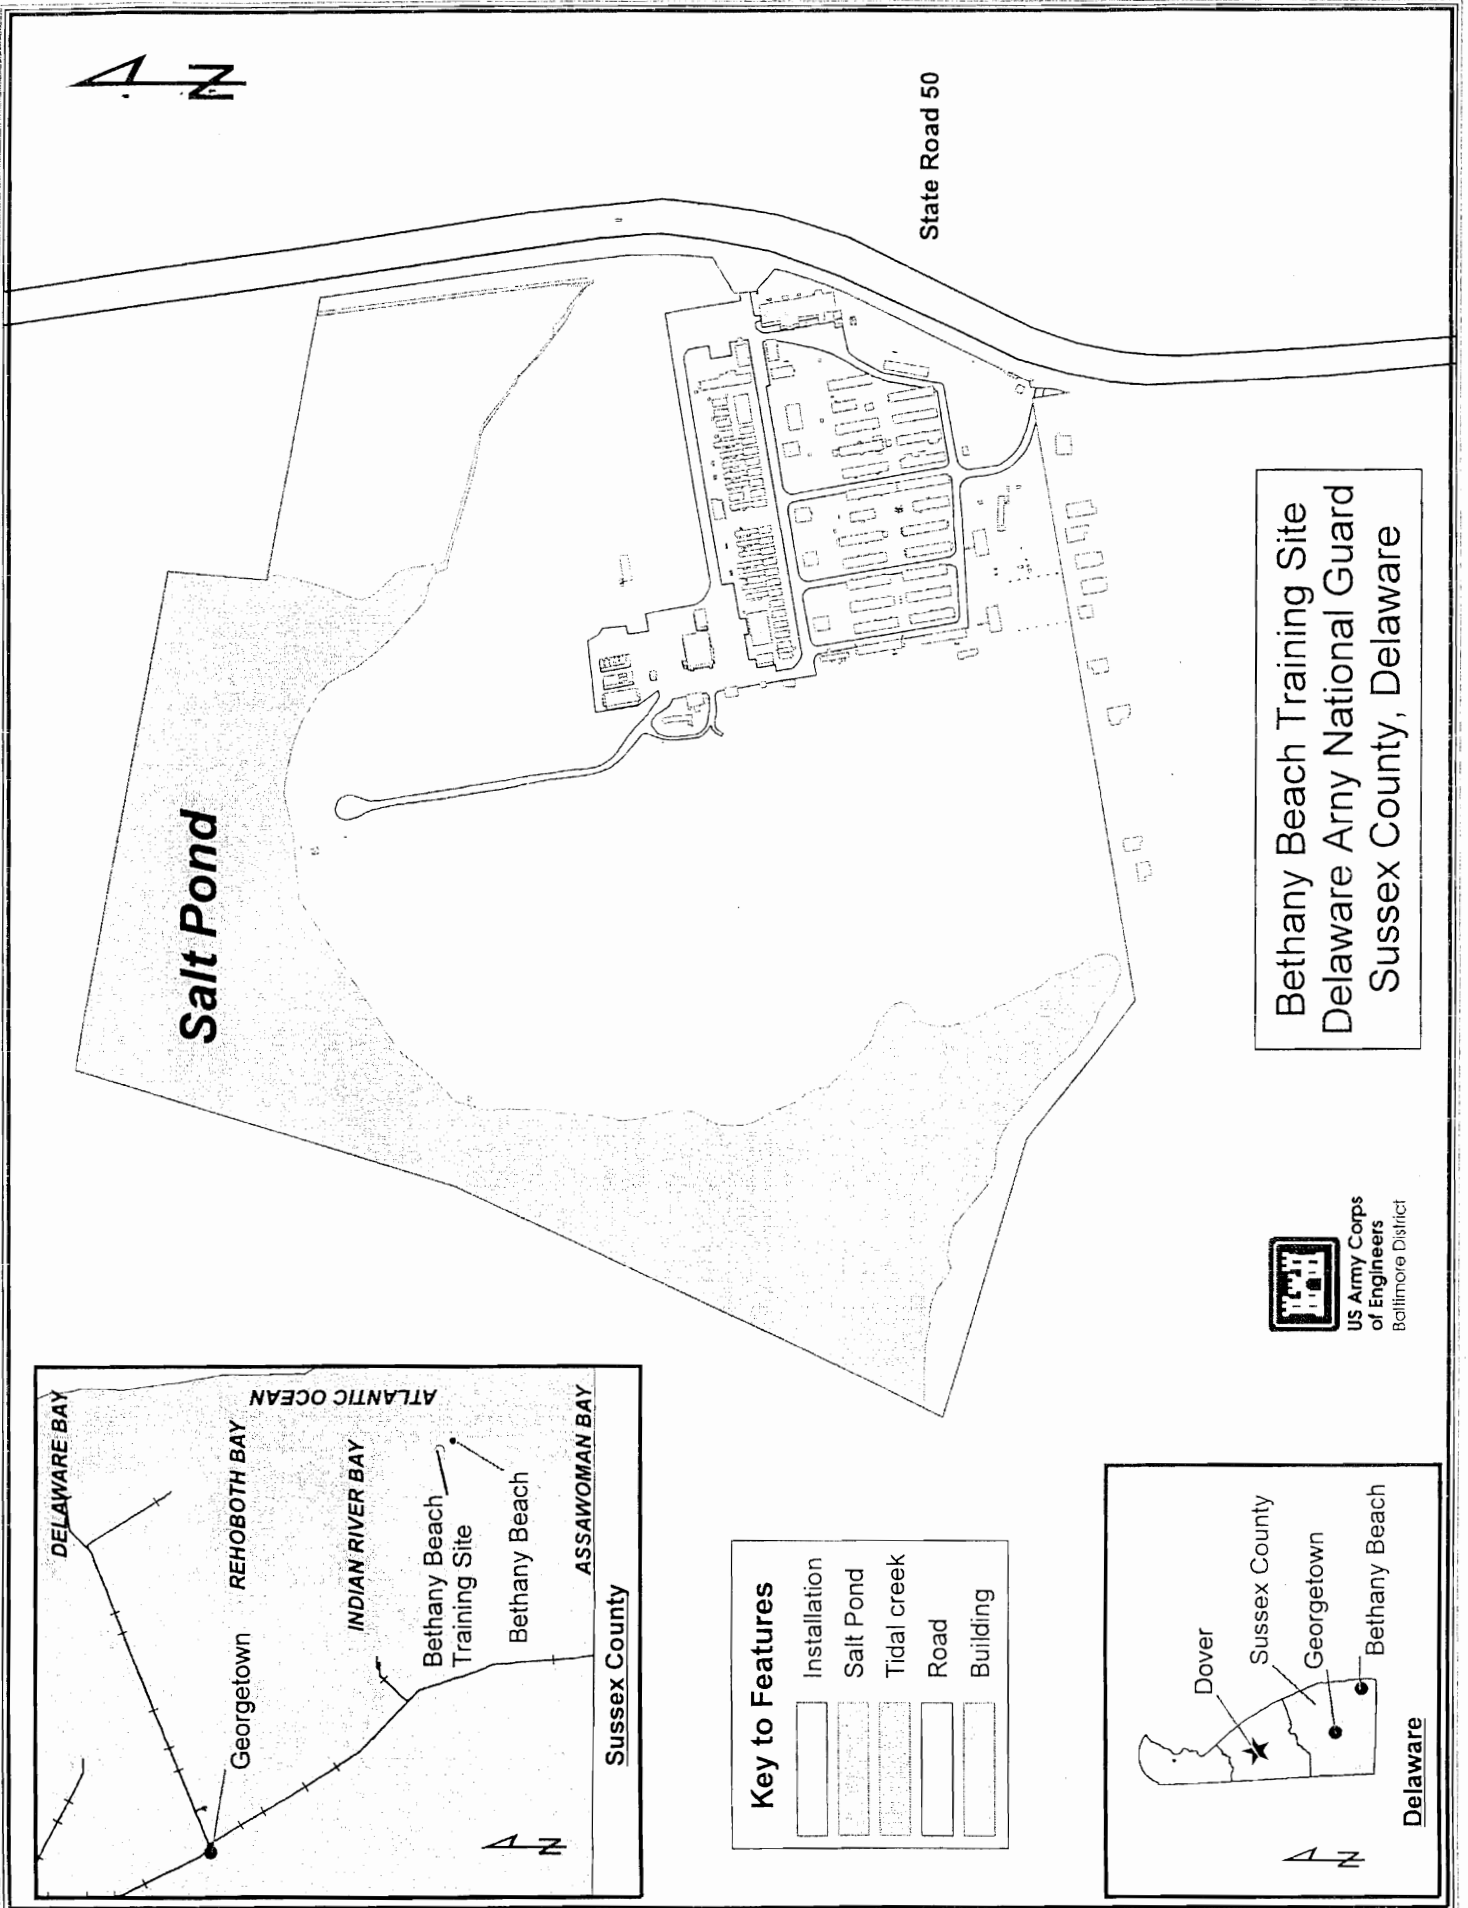 DELAWARE BAY
REHOBOTH BAY
ATLANTIC OCEAN
Georgetown
INDIAN RIVER BAY
Bethany Beach
Training Site
Bethany Beach
ASSAWOMAN BAY
N
Sussex County
Salt Pond
N
State Road 50
Key to Features
Installation
Salt Pond
Tidal creek
Road
Building
Dover
Sussex County
Georgetown
Bethany Beach
N
Delaware
US Army Corps
of Engineers
Baltimore District
Bethany Beach Training Site
Delaware Arny National Guard
Sussex County, Delaware